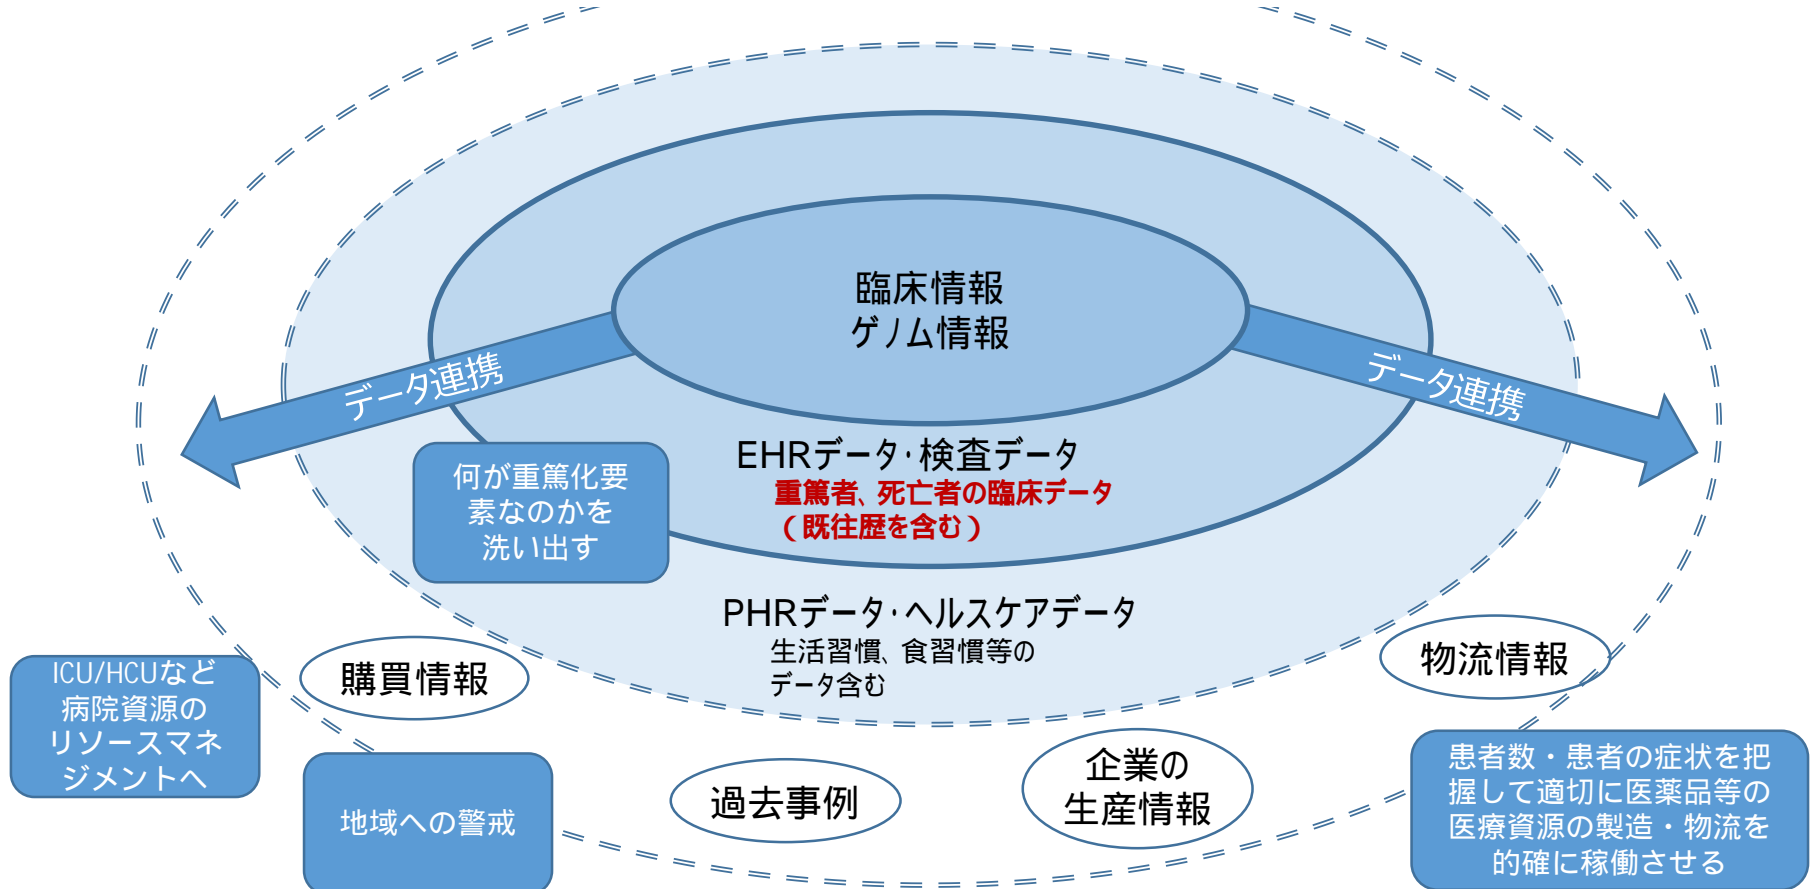 臨床情報
ゲノム情報
データ連携
データ連携
EHRデータ・検査データ
重篤者、死亡者の臨床データ
（既往歴を含む）
何が重篤化要
素なのかを
洗い出す
PHRデータ・ヘルスケアデータ
生活習慣、食習慣等の
データ含む
購買情報
物流情報
ICU/HCUなど
病院資源の
リソースマネ
ジメントへ
地域への警戒
過去事例
企業の
生産情報
患者数・患者の症状を把
握して適切に医薬品等の
医療資源の製造・物流を
的確に稼働させる